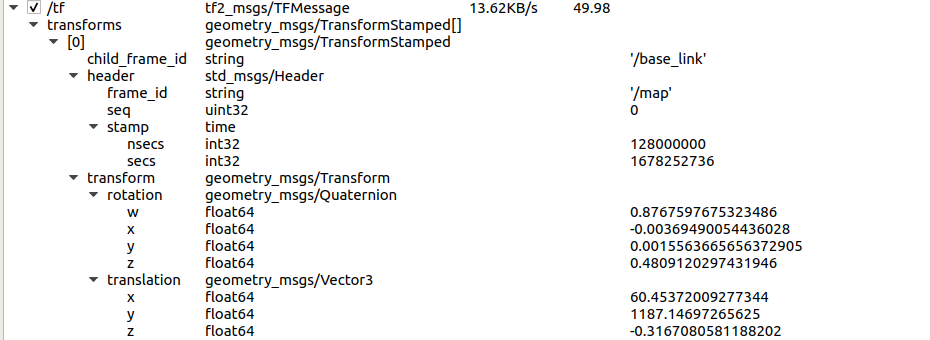 /tf tf2_msgs/TFMessage 13.62KB/s 49.98
transforms geometry_msgs/TransformStamped[]
[0] geometry_msgs/TransformStamped
child_frame_id string '/base_link'
header std_msgs/Header
frame_id string '/map'
seq uint32 0
stamp time
nsecs int32 128000000
secs int32 1678252736
transform geometry_msgs/Transform
rotation geometry_msgs/Quaternion
w float64 0.8767597675323486
x float64 -0.00369490054436028
y float64 0.0015563665656372905
z float64 0.4809120297431946
translation geometry_msgs/Vector3
x float64 60.45372009277344
y float64 1187.14697265625
z float64 -0.3167080581188202